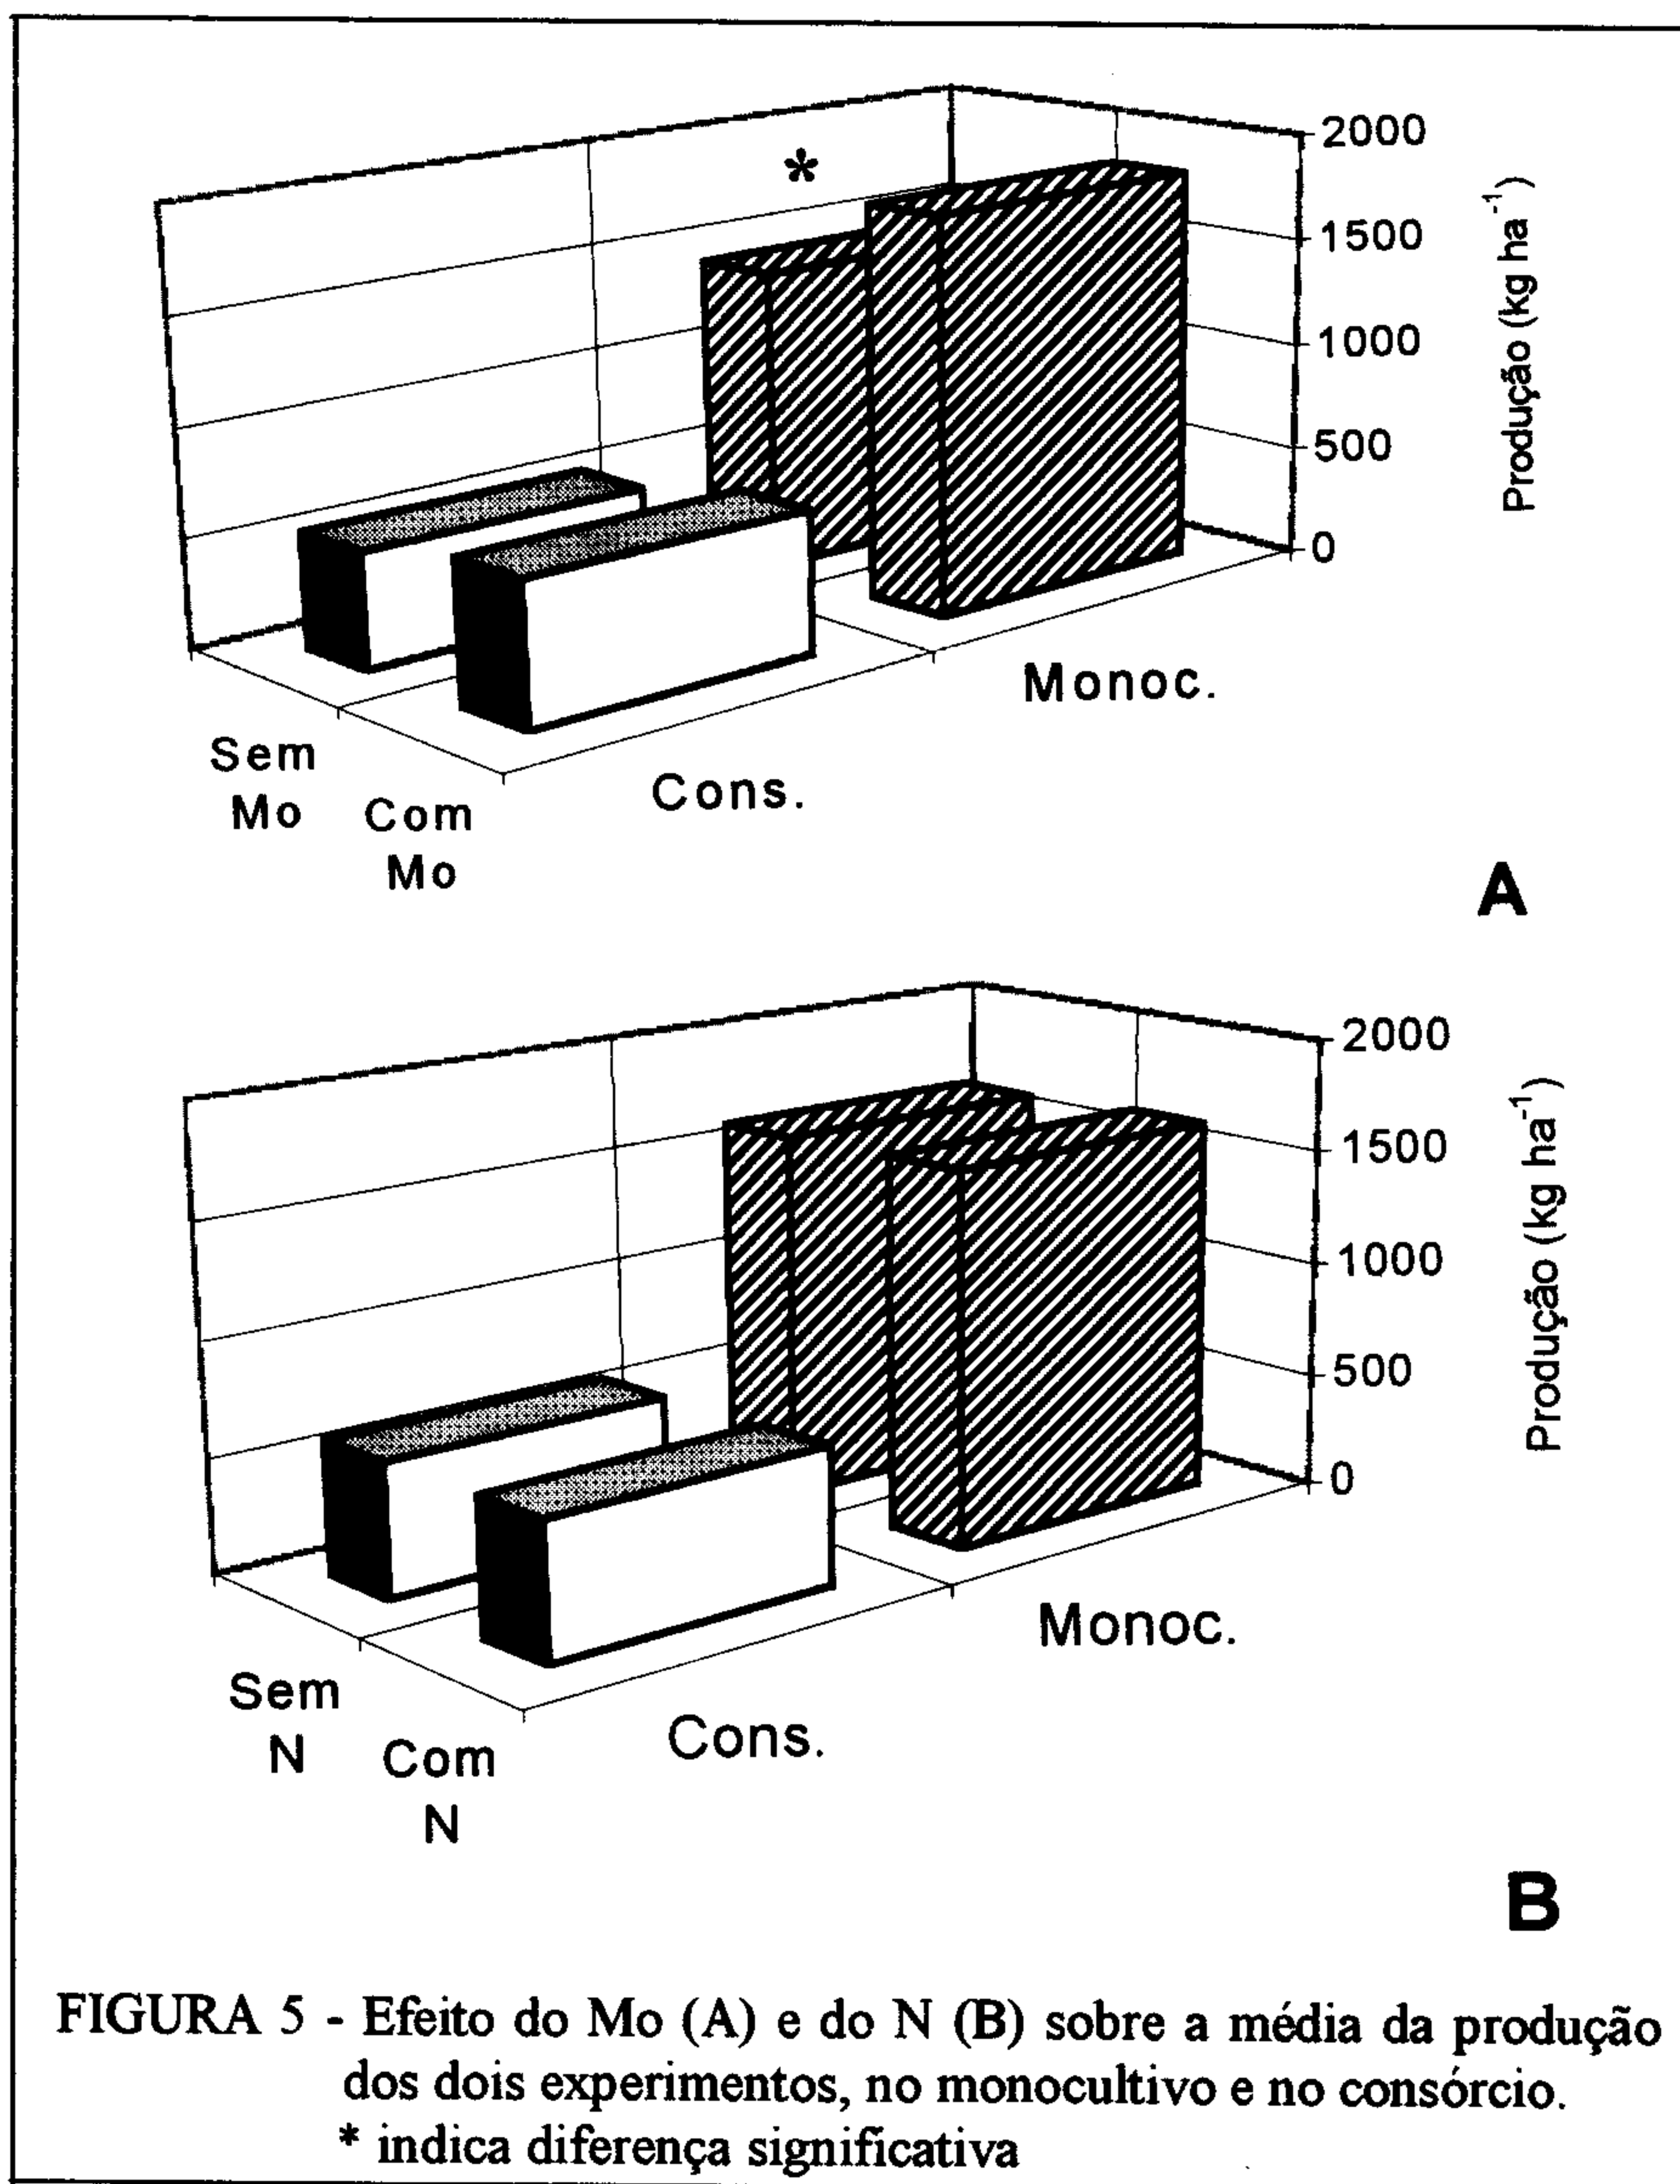 *
2000
1500
1000
500
0
Produção (kg ha-1)
Monoc.
Cons.
Sem
Mo
Com
Mo
A
2000
1500
1000
500
0
Produção (kg ha-1)
Monoc.
Cons.
Sem
N
Com
N
B
FIGURA 5 - Efeito do Mo (A) e do N (B) sobre a média da produção
dos dois experimentos, no monocultivo e no consórcio.
* indica diferença significativa